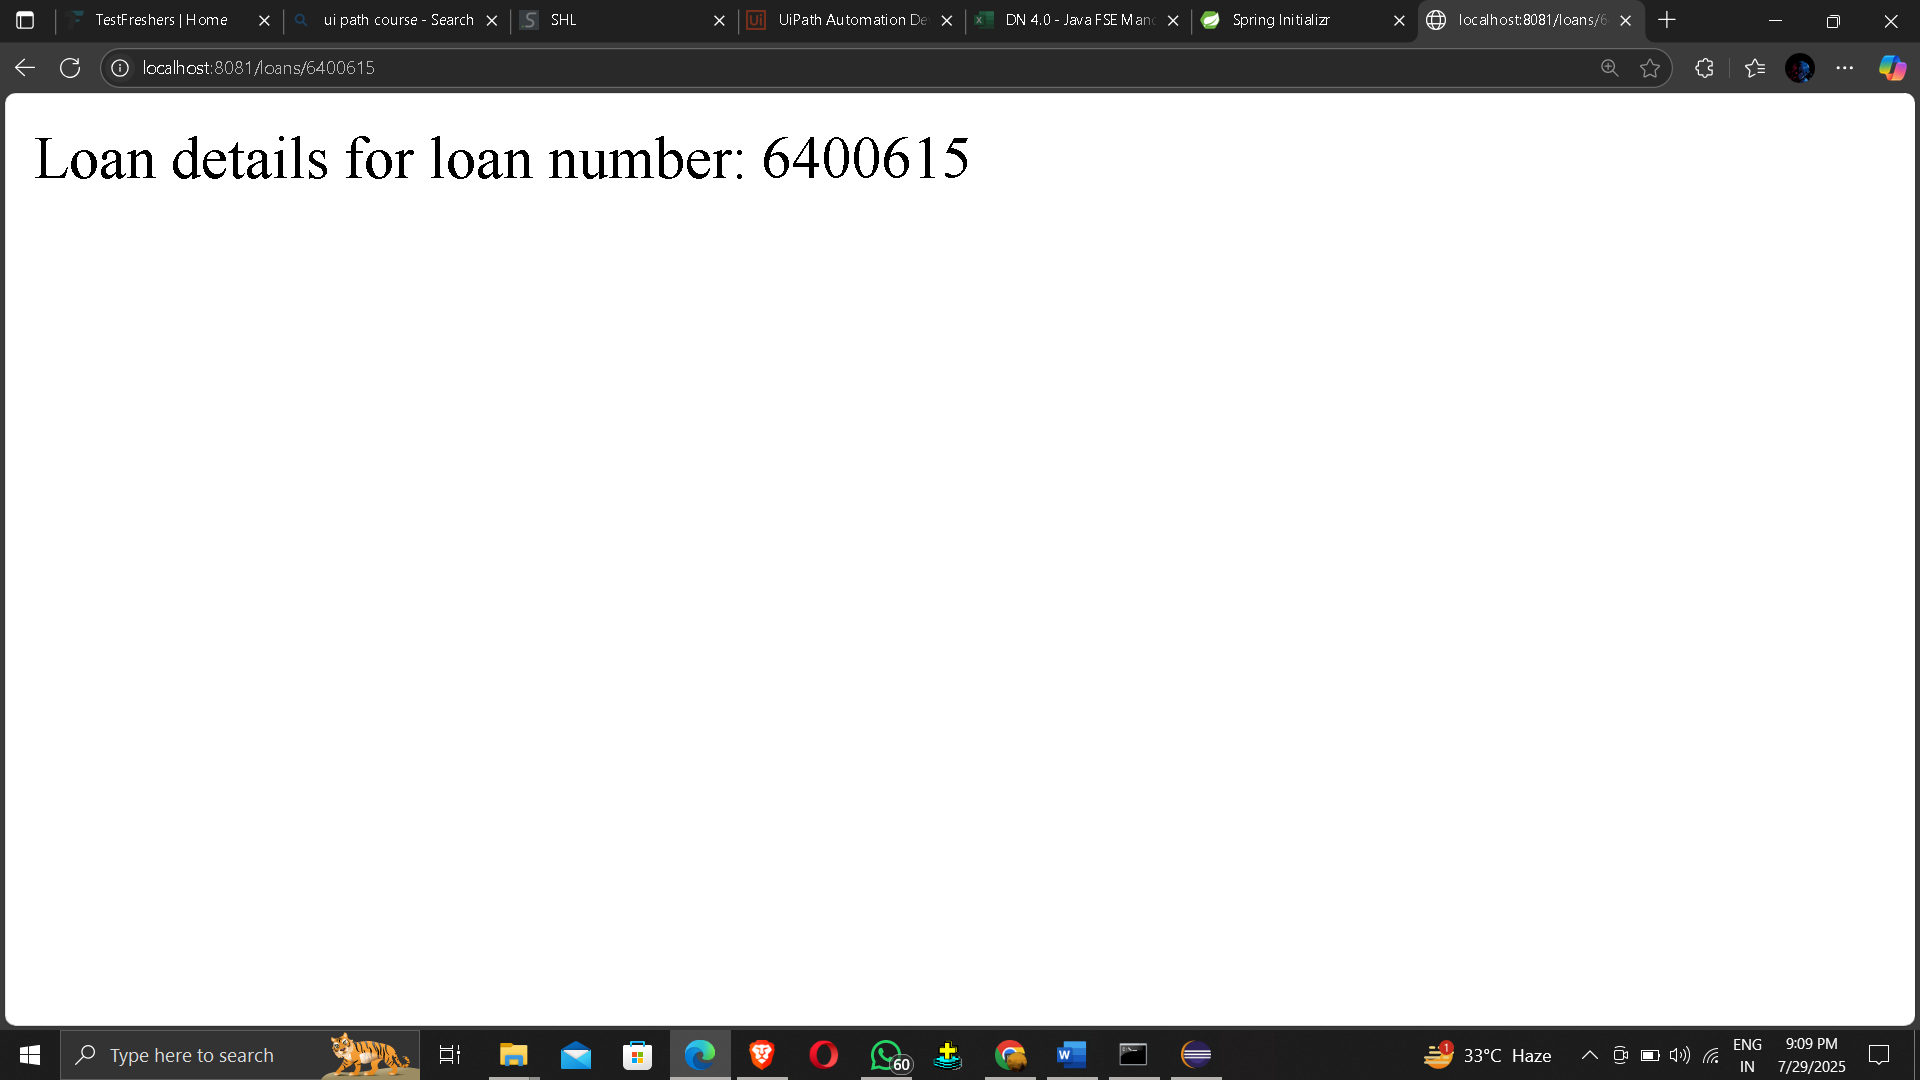 TestFreshers | Home
ui path course - Search
SHL
UiPath Automation De
DN 4.0 - Java FSE Man
Spring Initializr
localhost:8081/loans/6
localhost:8081/loans/6400615
Loan details for loan number: 6400615
Type here to search
60
1
33°C Haze
ENG
IN
9:09 PM
7/29/2025